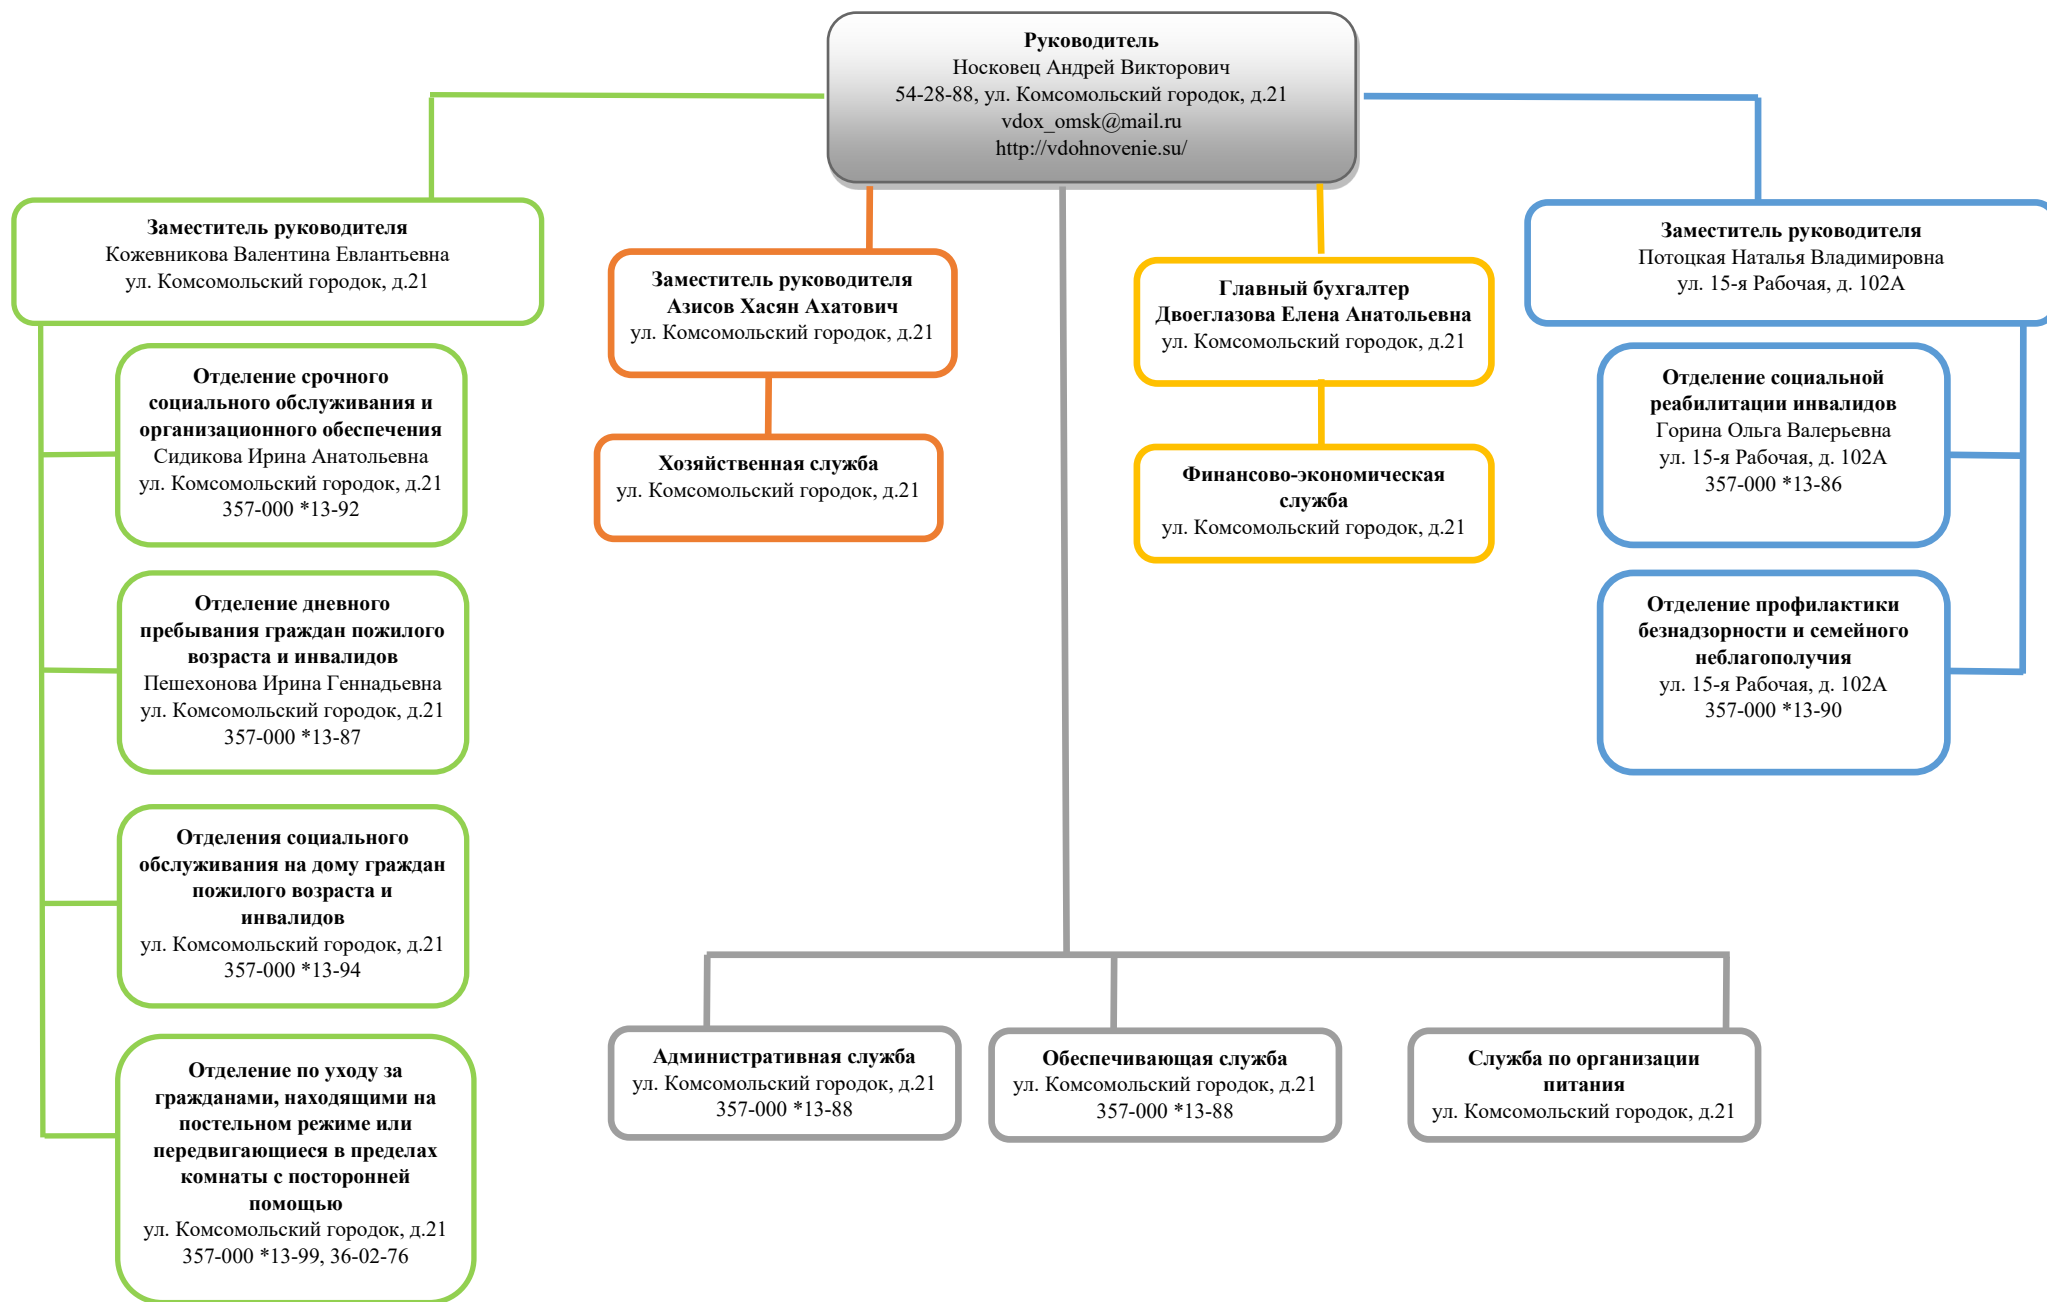 Руководитель
Носковец Андрей Викторович
54-28-88, ул. Комсомольский городок, д.21
vdox_omsk@mail.ru
http://vdohnovenie.su/
Заместитель руководителя
Кожевникова Валентина Евлантьевна
ул. Комсомольский городок, д.21
Заместитель руководителя
Азисов Хасян Ахатович
ул. Комсомольский городок, д.21
Главный бухгалтер
Двоеглазова Елена Анатольевна
ул. Комсомольский городок, д.21
Заместитель руководителя
Потоцкая Наталья Владимировна
ул. 15-я Рабочая, д. 102А
Отделение срочного
социального обслуживания и
организационного обеспечения
Сидикова Ирина Анатольевна
ул. Комсомольский городок, д.21
357-000 *13-92
Хозяйственная служба
ул. Комсомольский городок, д.21
Финансово-экономическая
служба
ул. Комсомольский городок, д.21
Отделение социальной
реабилитации инвалидов
Горина Ольга Валерьевна
ул. 15-я Рабочая, д. 102А
357-000 *13-86
Отделение дневного
пребывания граждан пожилого
возраста и инвалидов
Пешехонова Ирина Геннадьевна
ул. Комсомольский городок, д.21
357-000 *13-87
Отделение профилактики
безнадзорности и семейного
неблагополучия
ул. 15-я Рабочая, д. 102А
357-000 *13-90
Отделения социального
обслуживания на дому граждан
пожилого возраста и
инвалидов
ул. Комсомольский городок, д.21
357-000 *13-94
Отделение по уходу за
гражданами, находящими на
постельном режиме или
передвигающиеся в пределах
комнаты с посторонней
помощью
ул. Комсомольский городок, д.21
357-000 *13-99, 36-02-76
Административная служба
ул. Комсомольский городок, д.21
357-000 *13-88
Обеспечивающая служба
ул. Комсомольский городок, д.21
357-000 *13-88
Служба по организации
питания
ул. Комсомольский городок, д.21